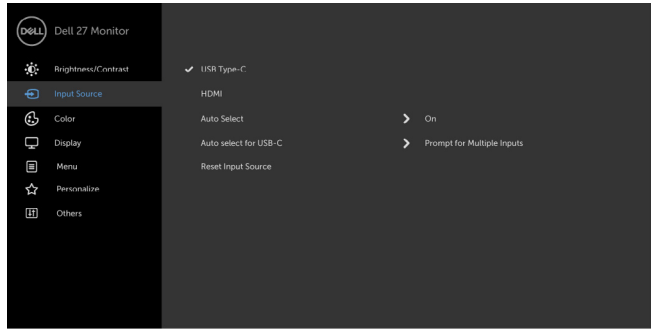 DELL Dell 27 Monitor
Brightness/Contrast
USB Type-C
Input Source
HDMI
Color
Auto Select
On
Display
Auto select for USB-C
Prompt for Multiple Inputs
Menu
Reset Input Source
Personalize
Others